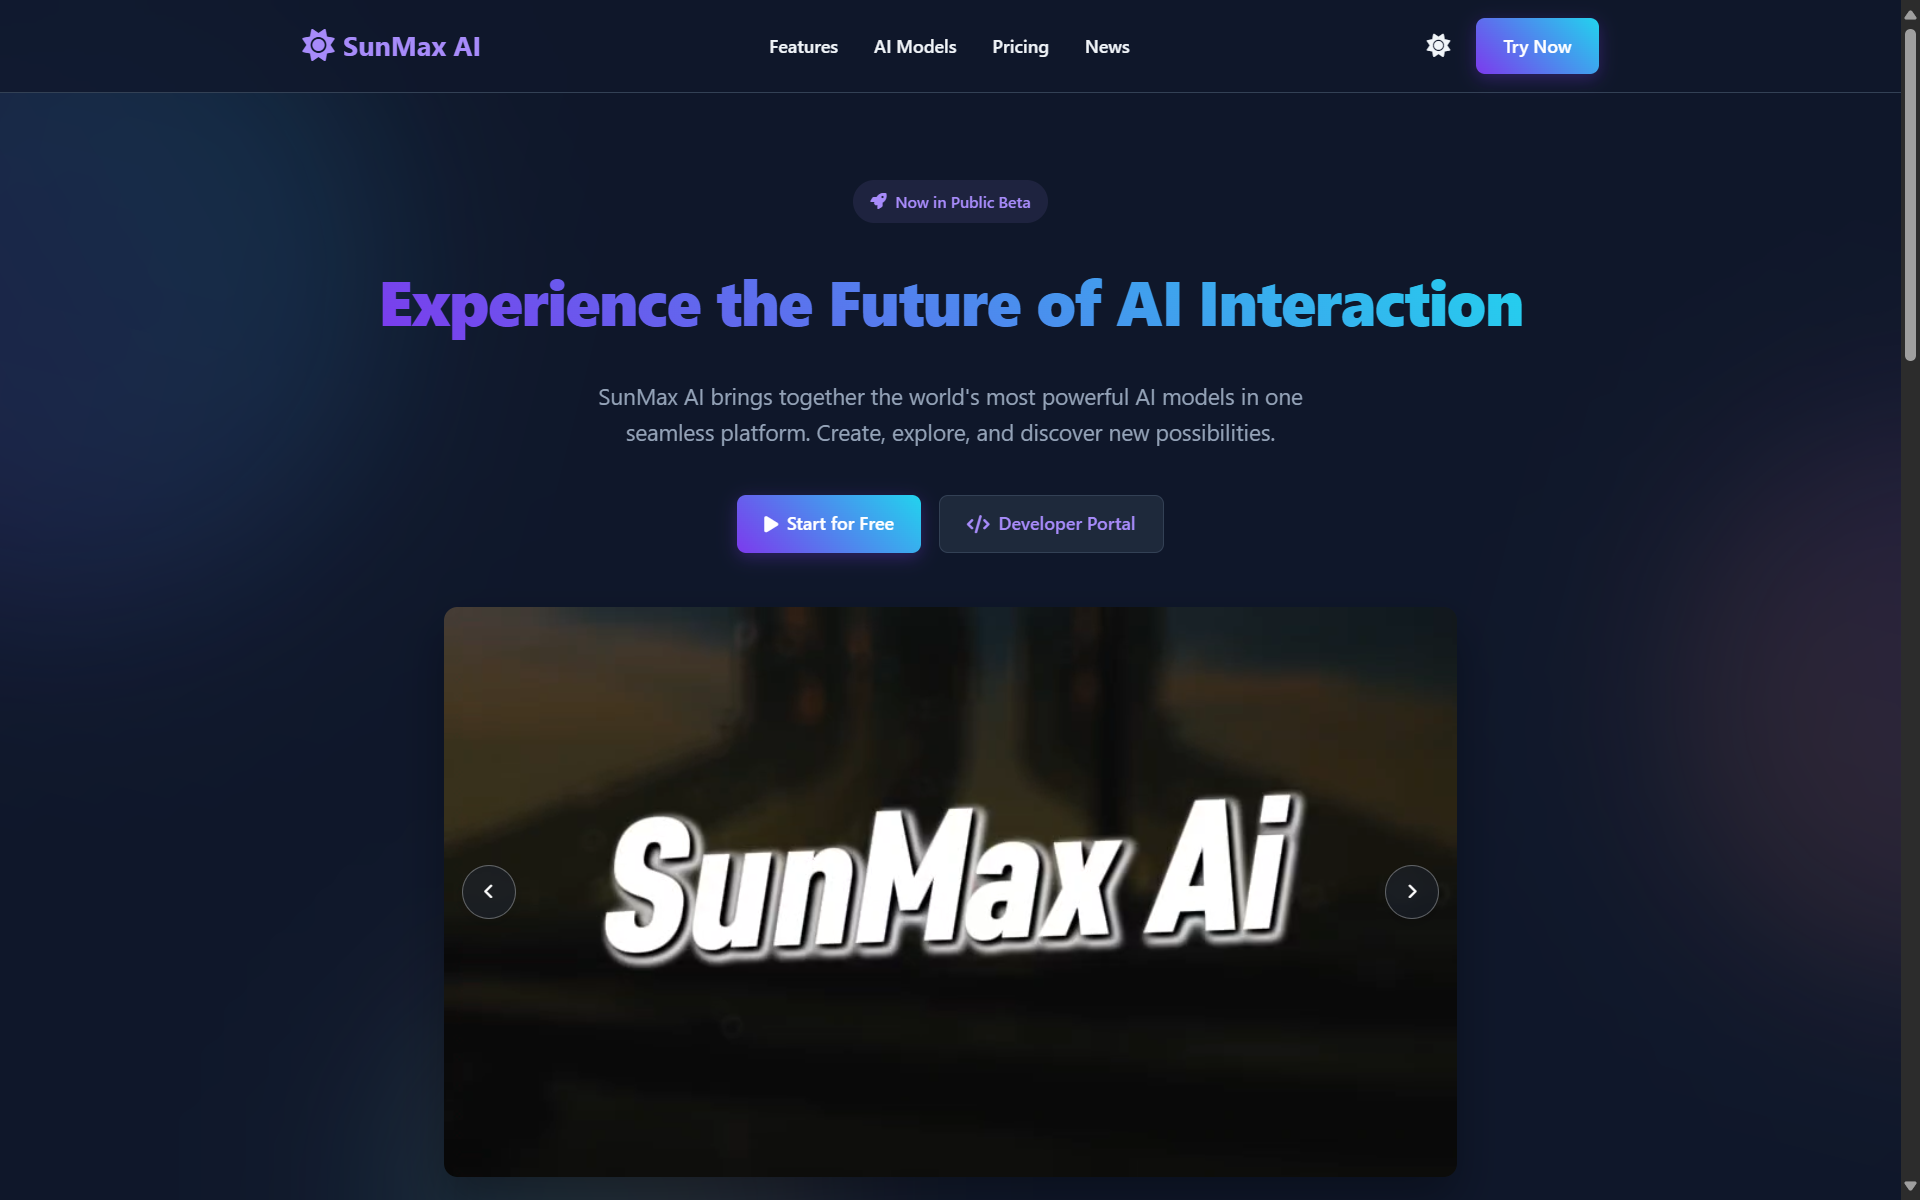 SunMax AI
Features
AI Models
Pricing
News
Try Now
Now in Public Beta
Experience the Future of AI Interaction
SunMax AI brings together the world's most powerful AI models in one
seamless platform. Create, explore, and discover new possibilities.
Start for Free
Developer Portal
SunMax Ai